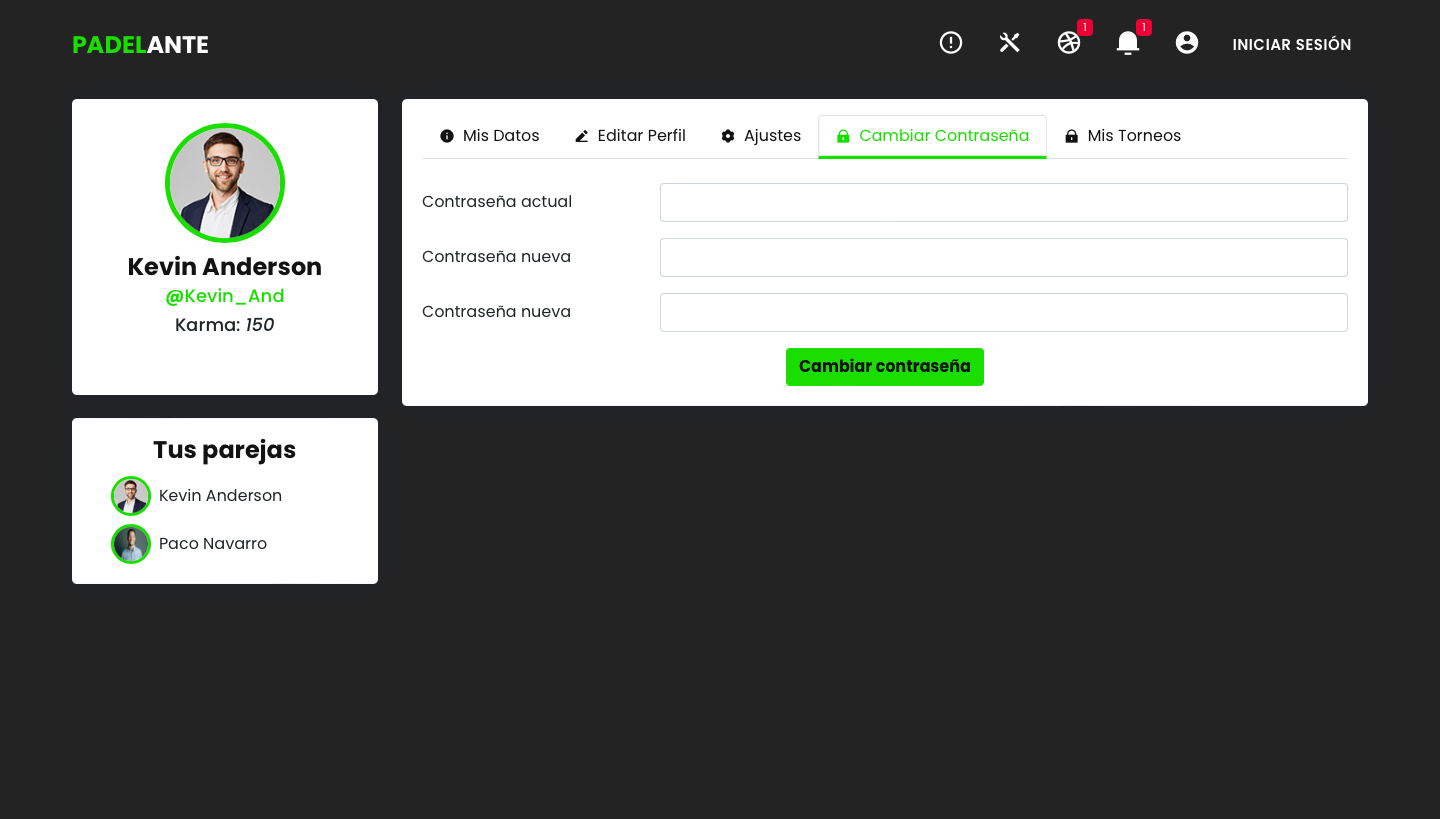 PADELANTE
1
1
INICIAR SESIÓN
Kevin Anderson
@Kevin_And
Karma: 150
Tus parejas
Kevin Anderson
Paco Navarro
Mis Datos
Editar Perfil
Ajustes
Cambiar Contraseña
Mis Torneos
Contraseña actual
Contraseña nueva
Contraseña nueva
Cambiar contraseña